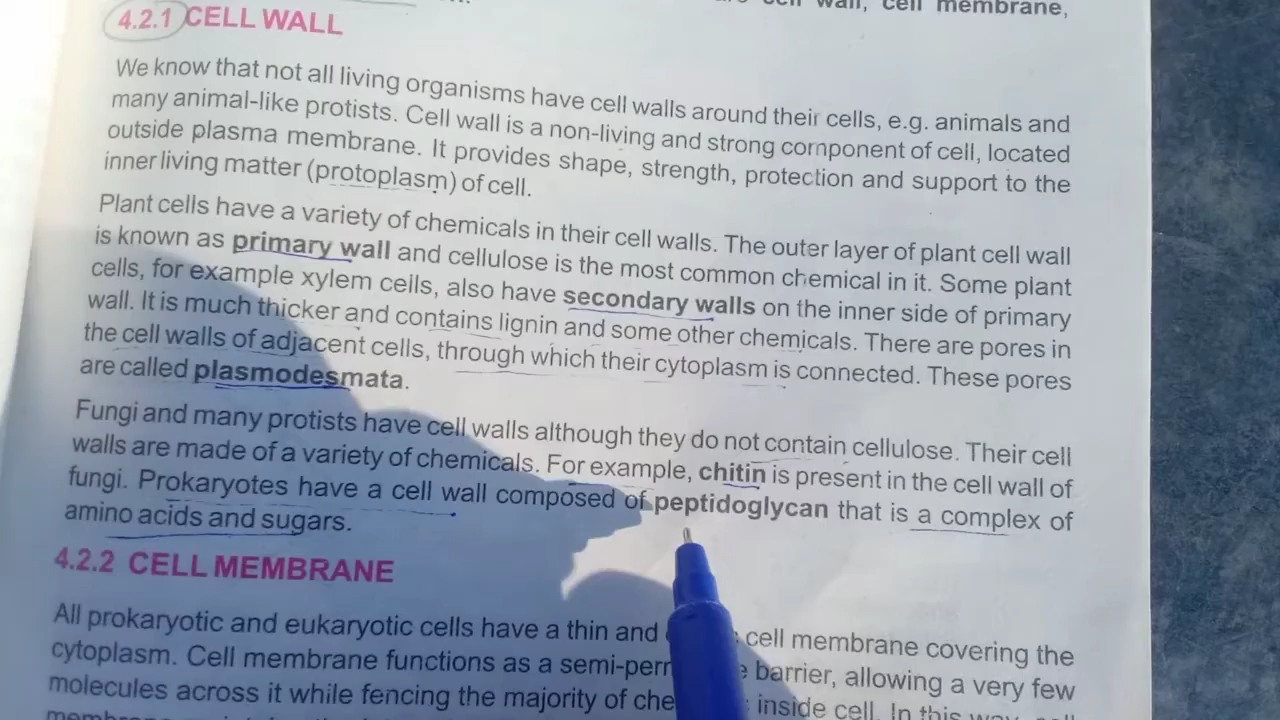 cell wall, cell membrane,
4.2.1 CELL WALL
We know that not all living organisms have cell walls around their cells, e.g. animals and
many animal-like protists. Cell wall is a non-living and strong component of cell, located
outside plasma membrane. It provides shape, strength, protection and support to the
inner living matter (protoplasm) of cell.
Plant cells have a variety of chemicals in their cell walls. The outer layer of plant cell wall
is known as primary wall and cellulose is the most common chemical in it. Some plant
cells, for example xylem cells, also have secondary walls on the inner side of primary
wall. It is much thicker and contains lignin and some other chemicals. There are pores in
the cell walls of adjacent cells, through which their cytoplasm is connected. These pores
are called plasmodesmata.
Fungi and many protists have cell walls although they do not contain cellulose. Their cell
walls are made of a variety of chemicals. For example, chitin is present in the cell wall of
fungi. Prokaryotes have a cell wall composed of peptidoglycan that is a complex of
amino acids and sugars.
4.2.2 CELL MEMBRANE
All prokaryotic and eukaryotic cells have a thin and cell membrane covering the
cytoplasm. Cell membrane functions as a barrier, allowing a very few
molecules across it while fencing the majority of inside cell. In this way, cell